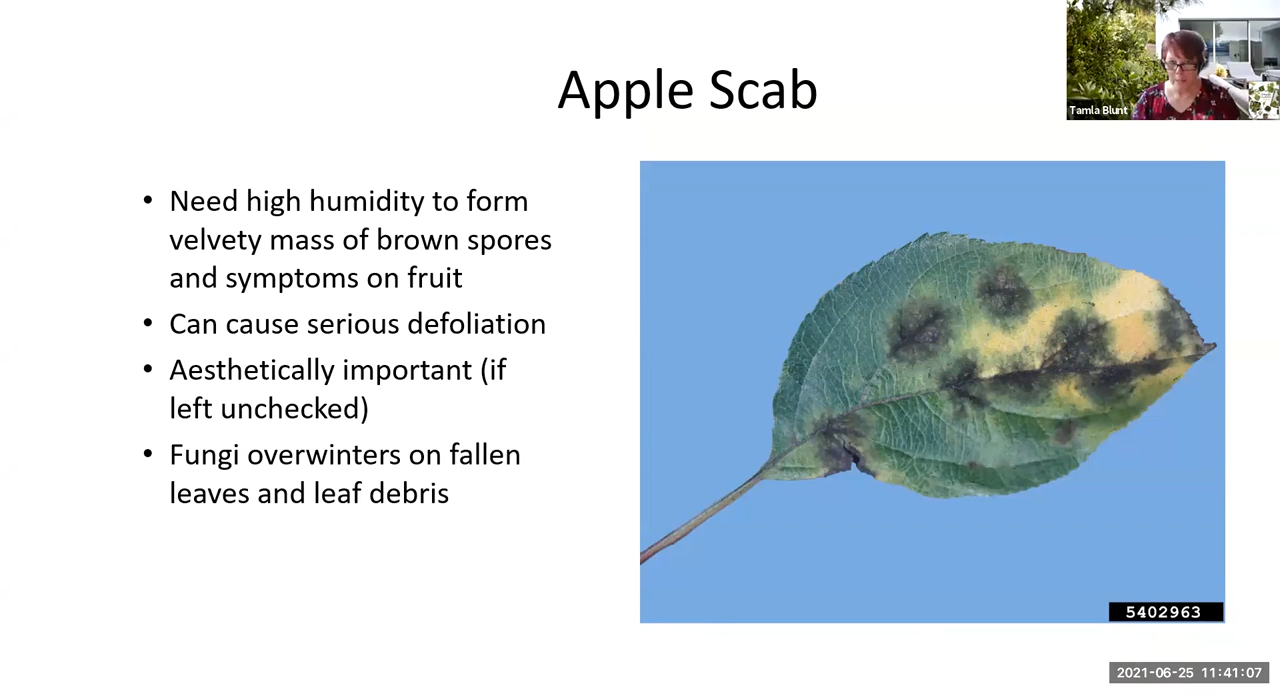 Apple Scab
Tamla Blunt
• Need high humidity to form
velvety mass of brown spores
and symptoms on fruit
• Can cause serious defoliation
• Aesthetically important (if
left unchecked)
• Fungi overwinters on fallen
leaves and leaf debris
5402963
2021-06-25 11:41:07